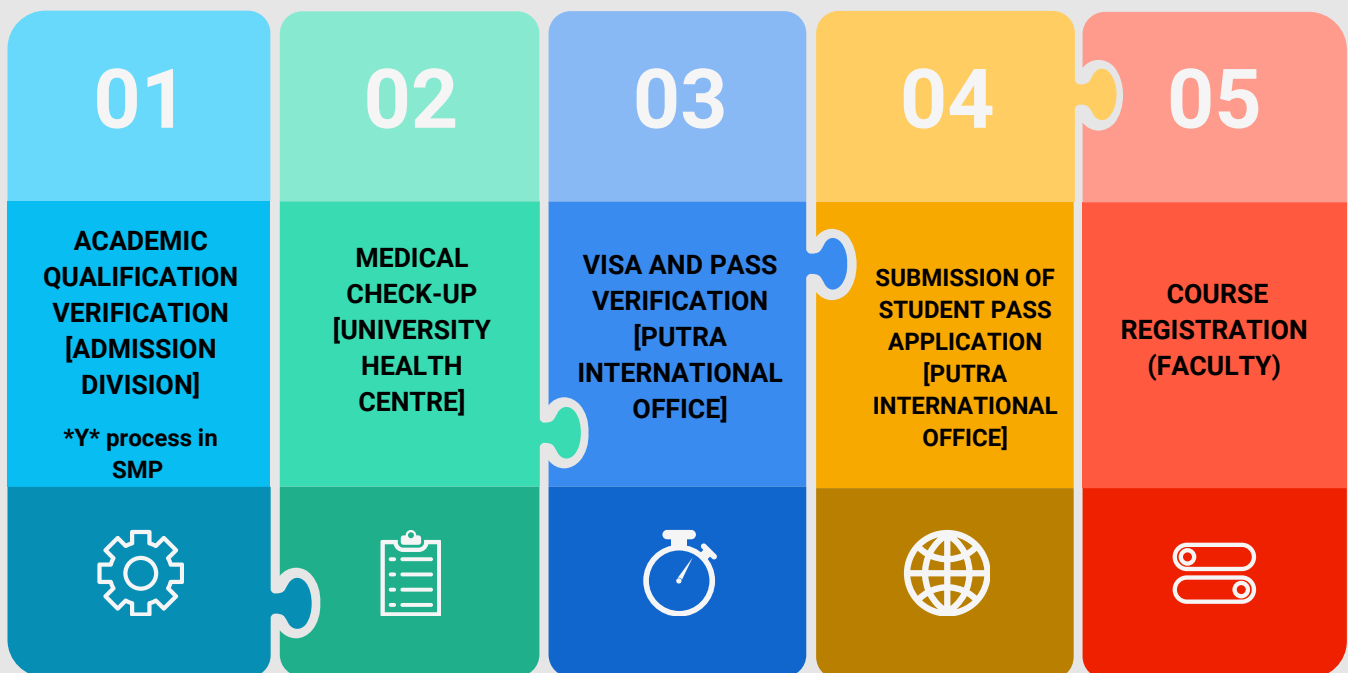 01
ACADEMIC
QUALIFICATION
VERIFICATION
[ADMISSION
DIVISION]
*Y* process in
SMP
02
MEDICAL
CHECK-UP
[UNIVERSITY
HEALTH
CENTRE]
03
VISA AND PASS
VERIFICATION
[PUTRA
INTERNATIONAL
OFFICE]
04
SUBMISSION OF
STUDENT PASS
APPLICATION
[PUTRA
INTERNATIONAL
OFFICE]
05
COURSE
REGISTRATION
(FACULTY)